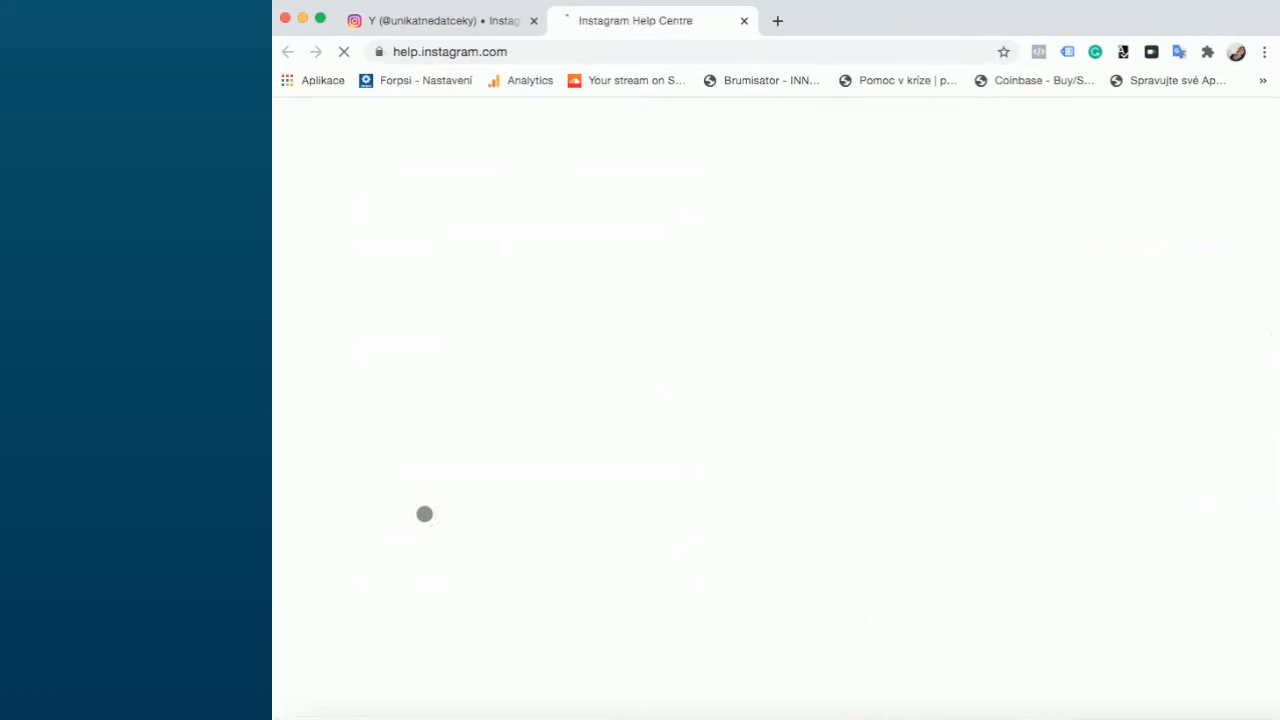 Y (@unikatnedatceky) • Instag
Instagram Help Centre
help.instagram.com
Aplikace
Forpsi - Nastavení
Analytics
Your stream on S...
Brumisator - INN...
Pomoc v kríze | p...
Coinbase - Buy/S...
Spravujte své Ap...